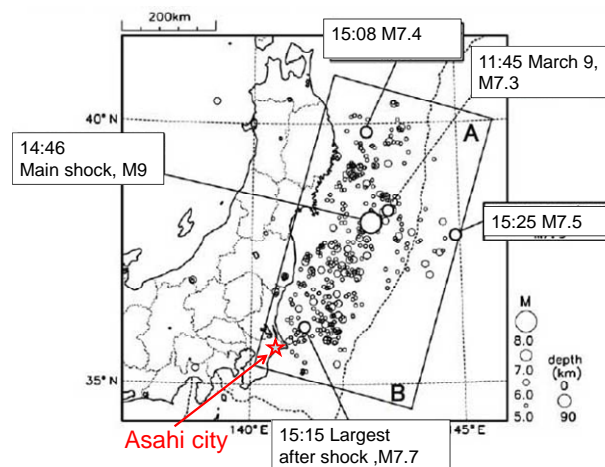 200km
15:08 M7.4
11:45 March 9,
M7.3
40°N
A
14:46
Main shock, M9
15:25 M7.5
M
8.0
7.0
6.0
5.0
depth
(km)
0
90
35°N
B
Asahi city
140°E
145°E
15:15 Largest
after shock ,M7.7